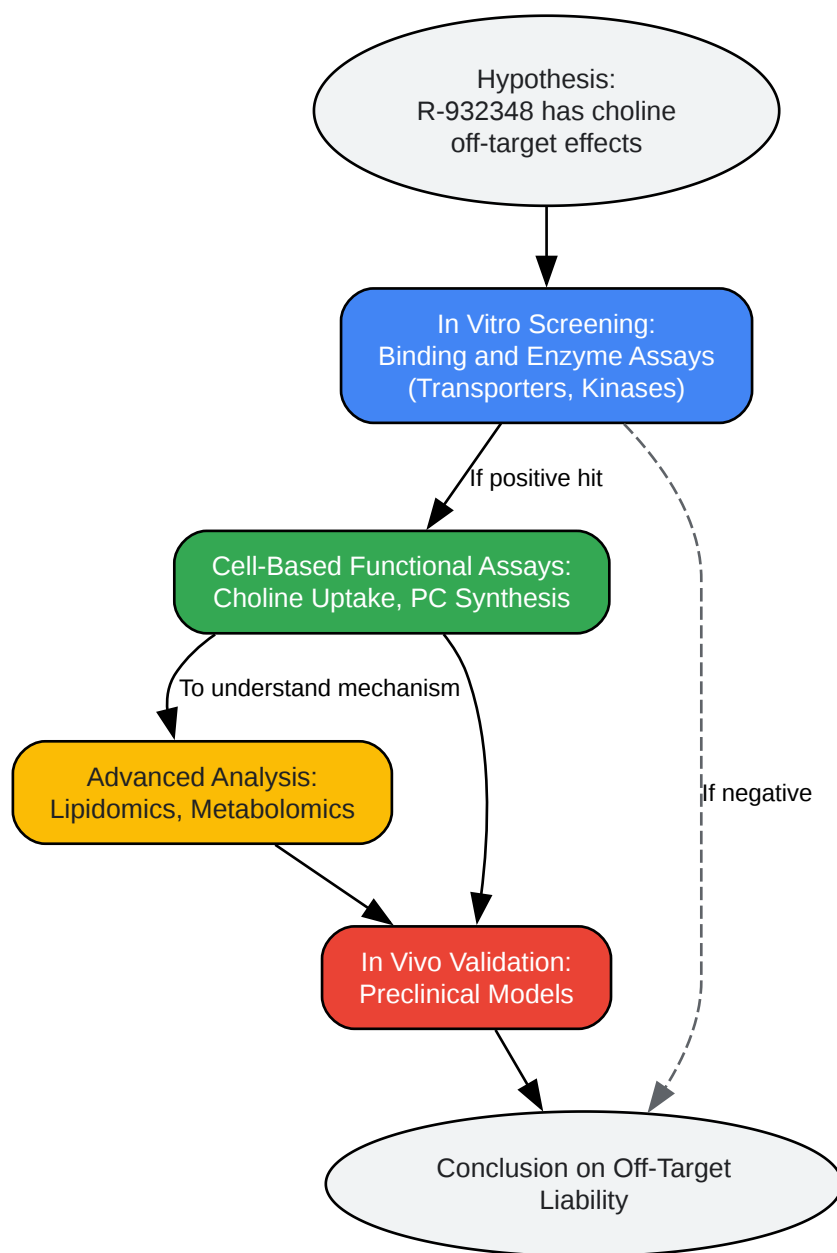 Hypothesis:
R-932348 has choline
off-target effects
In Vitro Screening:
Binding and Enzyme Assays
(Transporters, Kinases)
If positive hit
Cell-Based Functional Assays:
Choline Uptake, PC Synthesis
To understand mechanism
Advanced Analysis:
Lipidomics, Metabolomics
If negative
In Vivo Validation:
Preclinical Models
Conclusion on Off-Target
Liability